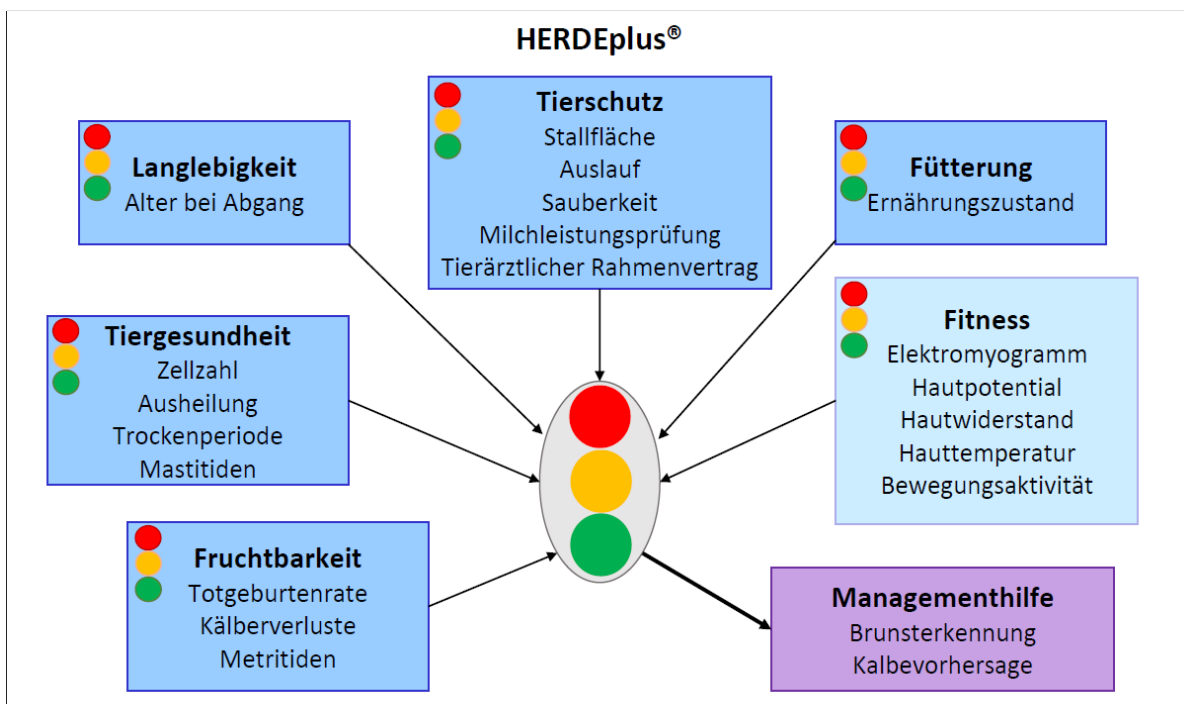 HERDEplus®
Tierschutz
Stallfläche
Auslauf
Sauberkeit
Milchleistungsprüfung
Tierärztlicher Rahmenvertrag
Langlebigkeit
Alter bei Abgang
Fütterung
Ernährungszustand
Tiergesundheit
Zellzahl
Ausheilung
Trockenperiode
Mastitiden
Fitness
Elektromyogramm
Hautpotential
Hautwiderstand
Hauttemperatur
Bewegungsaktivität
Fruchtbarkeit
Totgeburtenrate
Kälberverluste
Metritiden
Managementhilfe
Brunsterkennung
Kalbevorhersage